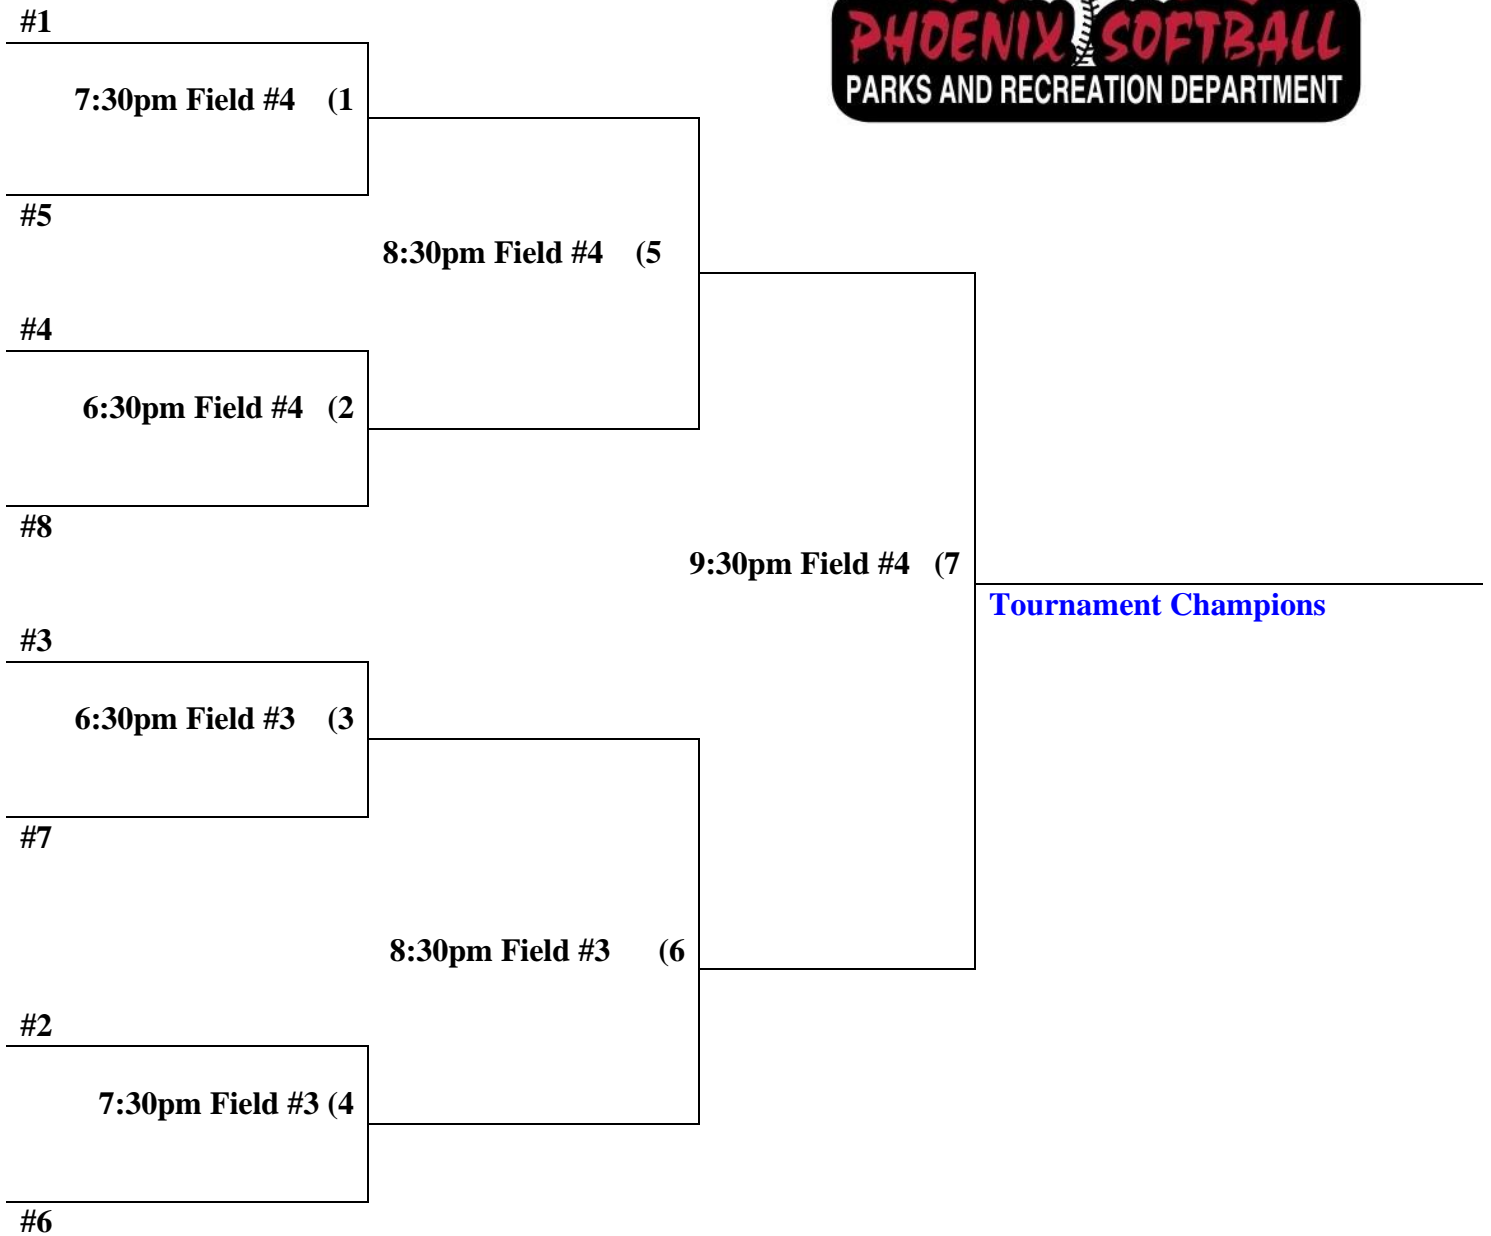 #1
PHOENIX SOFTBALL
PARKS AND RECREATION DEPARTMENT
7:30pm Field #4 (1
#5
8:30pm Field #4 (5
#4
6:30pm Field #4 (2
#8
9:30pm Field #4 (7
Tournament Champions
#3
6:30pm Field #3 (3
#7
8:30pm Field #3 (6
#2
7:30pm Field #3 (4
#6